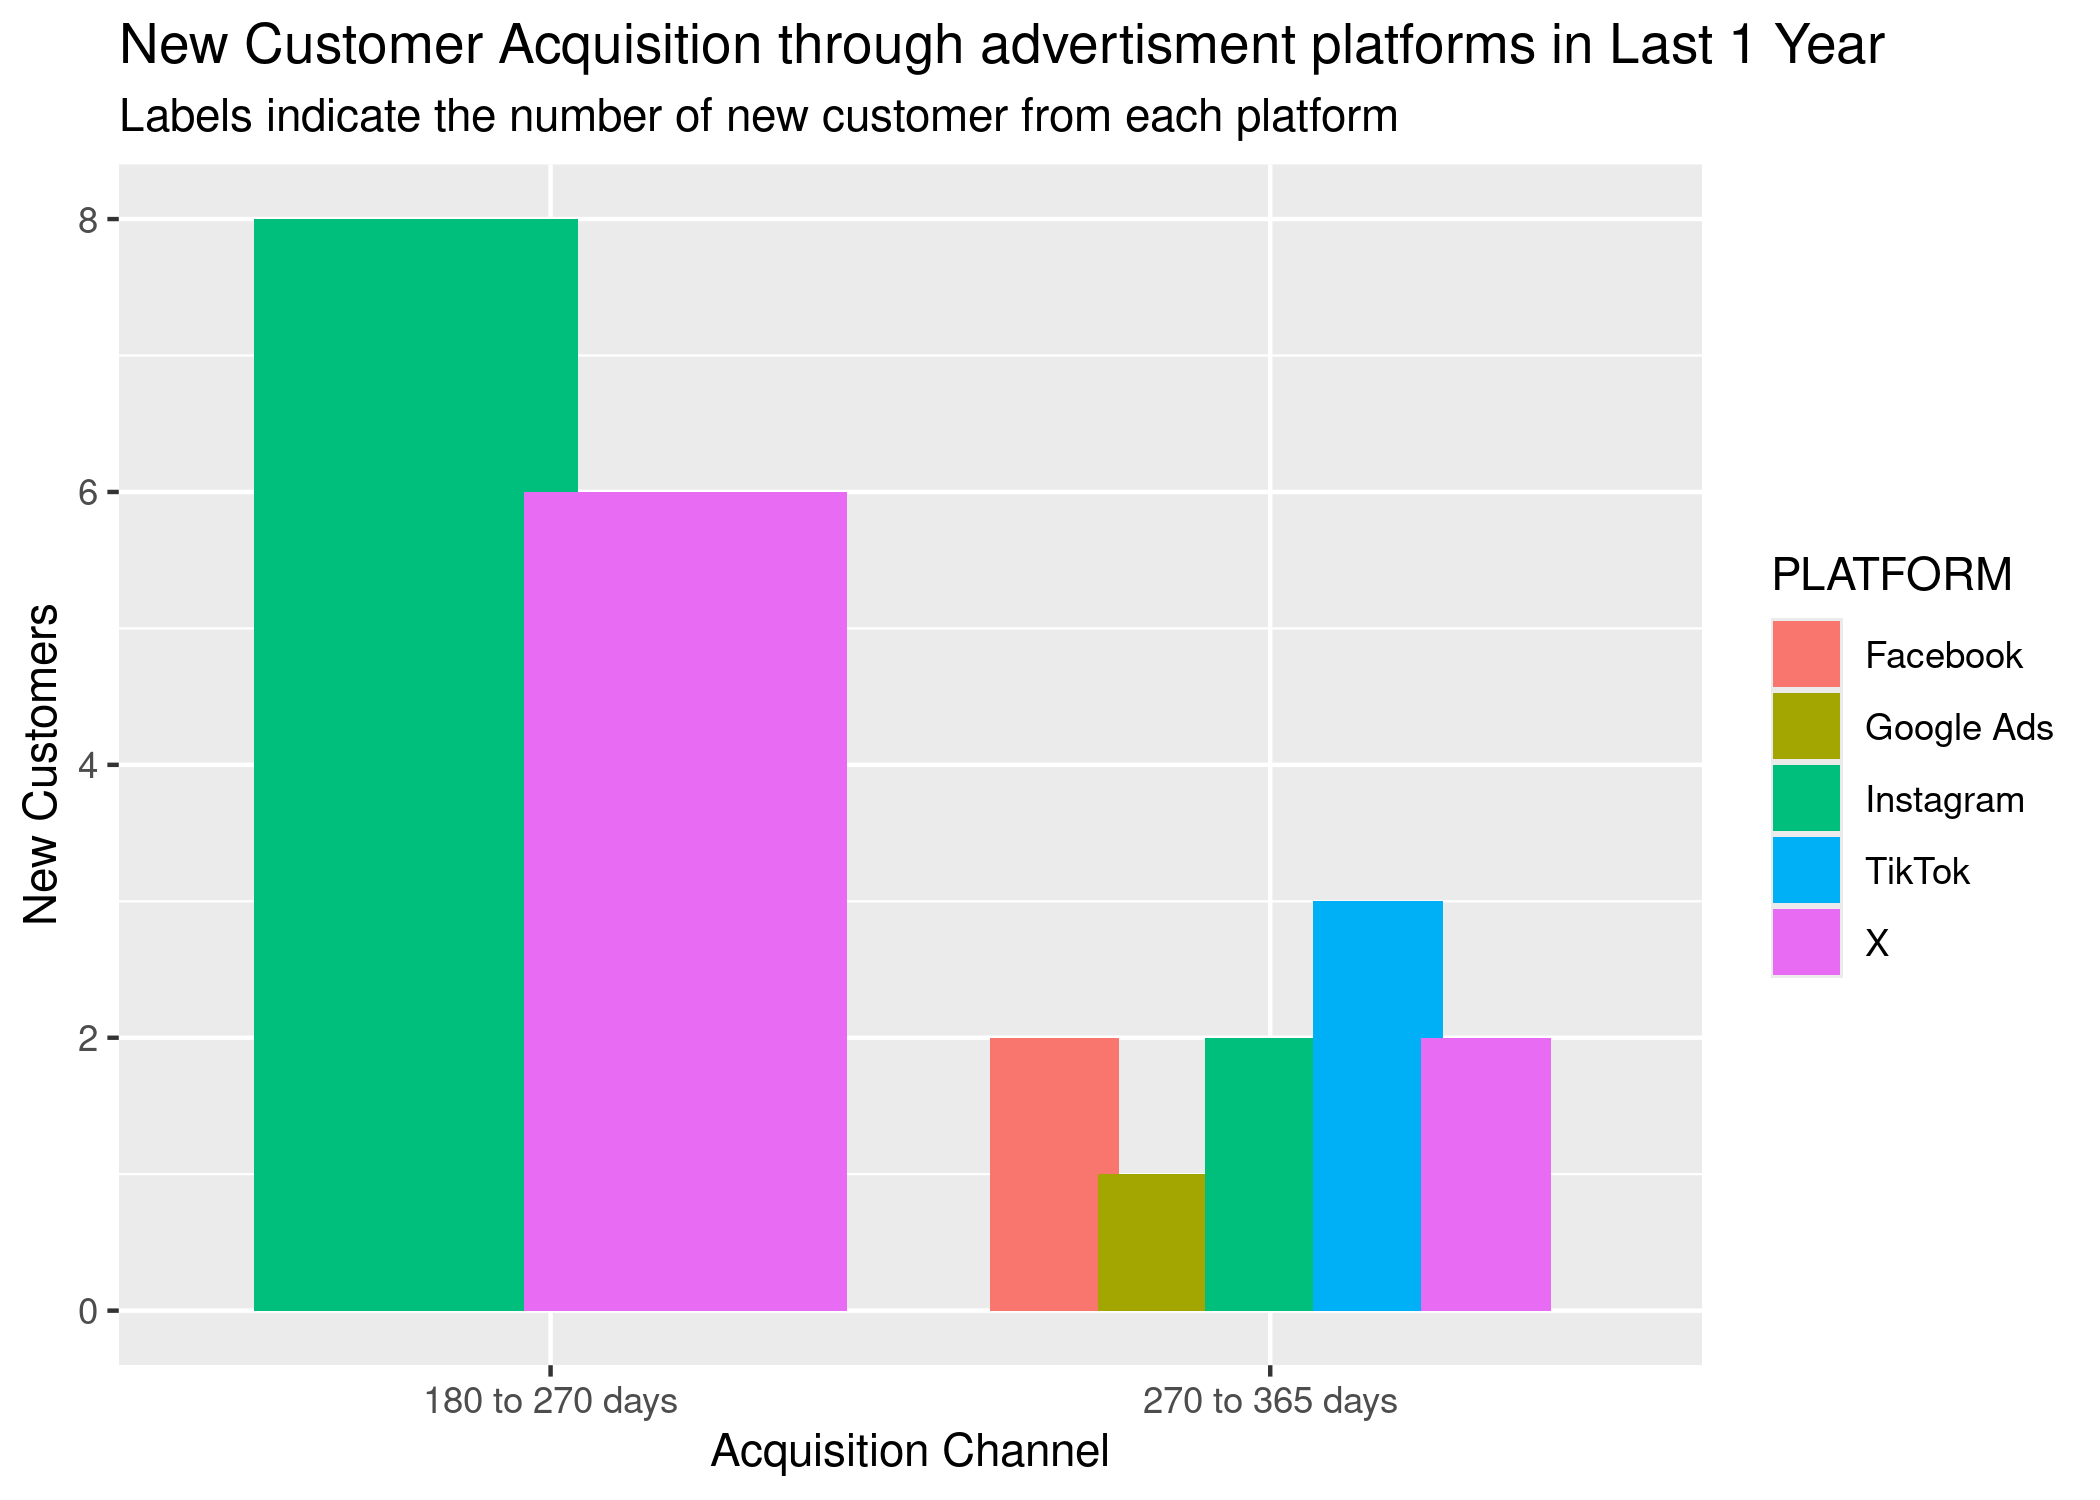 New Customer Acquisition through advertisment platforms in Last 1 Year
Labels indicate the number of new customer from each platform
8
6
4
2
0
New Customers
180 to 270 days
270 to 365 days
Acquisition Channel
PLATFORM
Facebook
Google Ads
Instagram
TikTok
X